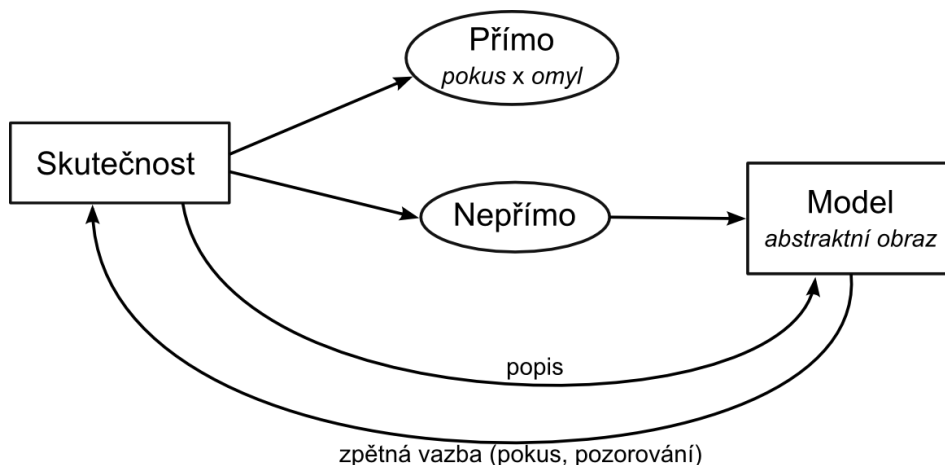 Přímo
pokus x omyl
Skutečnost
Nepřímo
Model
abstraktní obraz
popis
zpětná vazba (pokus, pozorování)